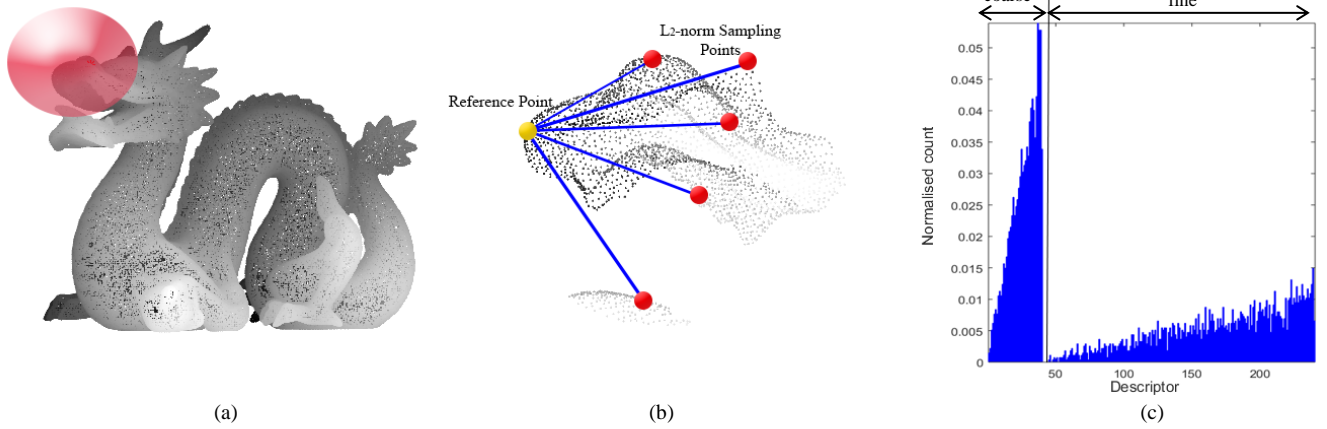 L2-norm Sampling
Points
Reference Point
fine
0.05
0.045
0.04
0.035
0.03
0.025
0.02
0.015
0.01
0.005
0
Normalised count
50
100
150
200
Descriptor
(a)
(b)
(c)